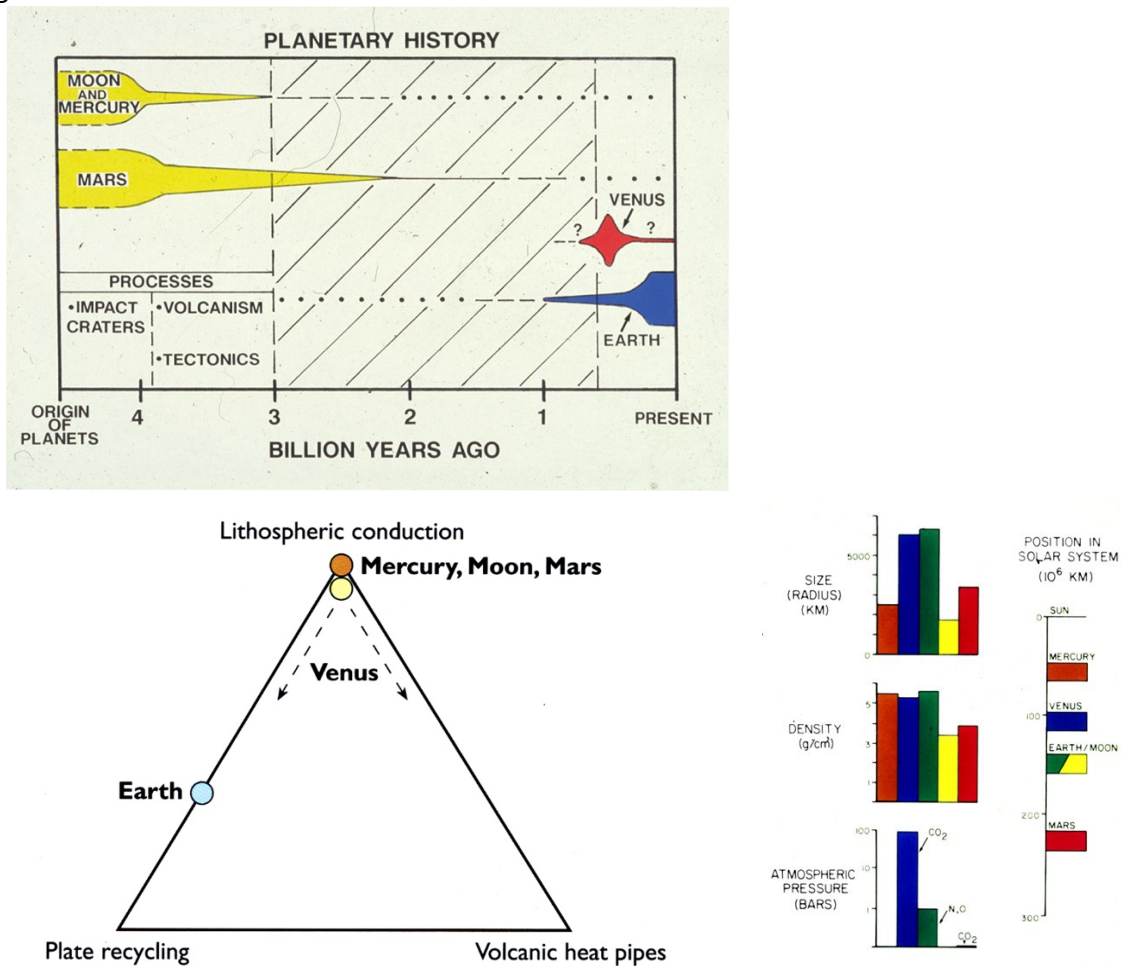 PLANETARY HISTORY
MOON
AND
MERCURY
MARS
VENUS
?
?
PROCESSES
•IMPACT
CRATERS
•VOLCANISM
•TECTONICS
EARTH
ORIGIN
OF
PLANETS
4
3
2
1
PRESENT
BILLION YEARS AGO
Lithospheric conduction
Mercury, Moon, Mars
Venus
Earth
Plate recycling
Volcanic heat pipes
SIZE
(RADIUS)
(KM)
5000
0
DENSITY
(g/cm³)
5
3
1
ATMOSPHERIC
PRESSURE
(BARS)
100
10
1
CO₂
N,O
CO₂
POSITION IN
SOLAR SYSTEM
(10⁶ KM)
SUN
0
MERCURY
VENUS
100
EARTH/MOON
200
MARS
300